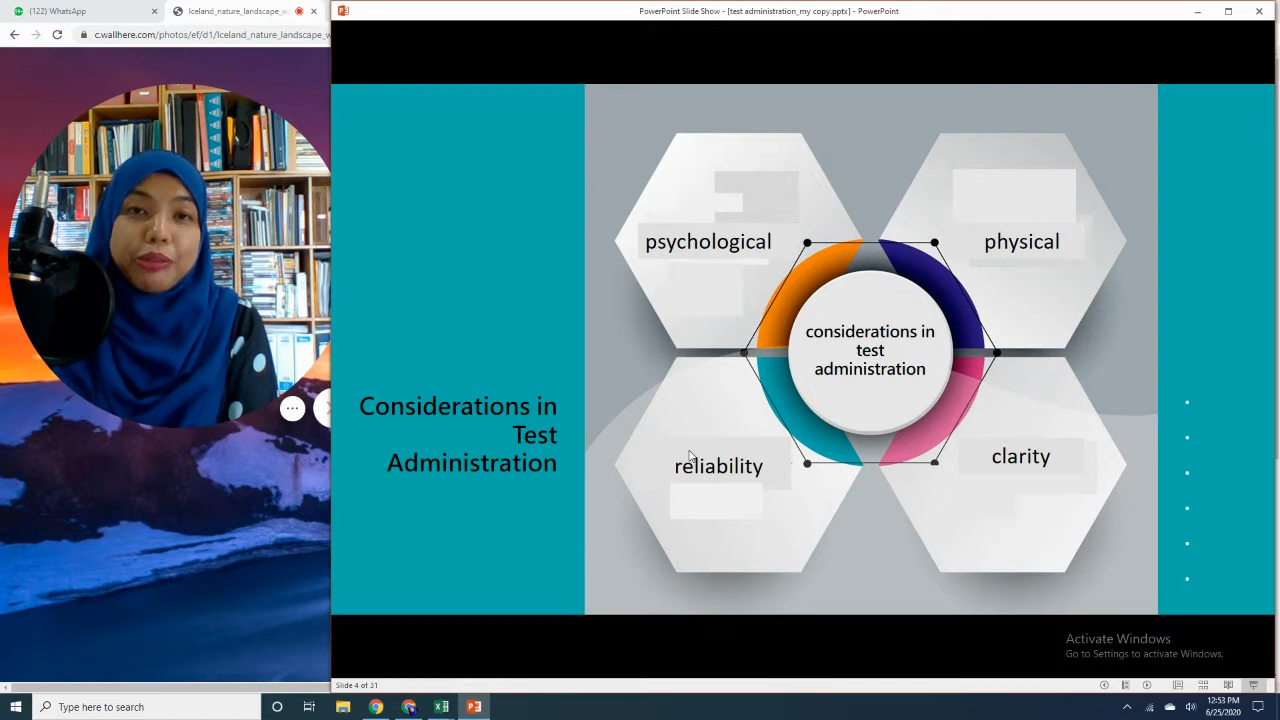 (122) WhatsApp
Iceland_nature_landscape_w
PowerPoint Slide Show - [test administration_my copy.pptx] - PowerPoint
c.wallhere.com/photos/ef/d1/Iceland_nature_landscape_w
psychological
physical
considerations in
test
administration
Considerations in
Test
Administration
reliability
clarity
Activate Windows
Go to Settings to activate Windows.
Slide 4 of 31
Type here to search
12:53 PM
6/25/2020